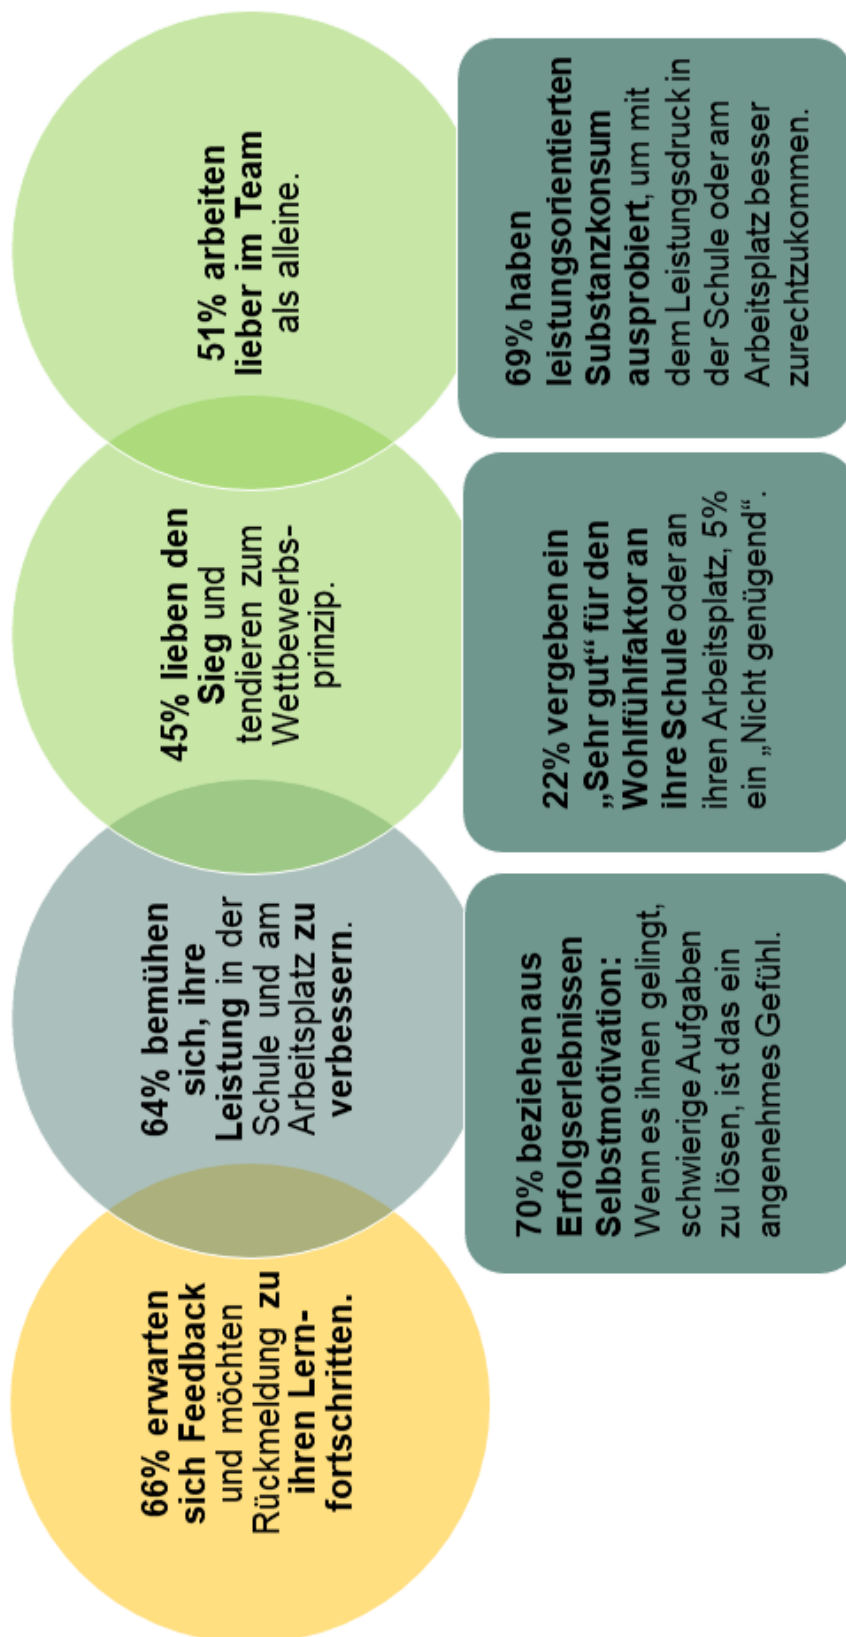 66% erwarten
sich Feedback
und möchten
Rückmeldung zu
ihren Lern-
fortschritten.
64% bemühen
sich, ihre
Leistung in der
Schule und am
Arbeitsplatz zu
verbessern.
45% lieben den
Sieg und
tendieren zum
Wettbewerbs-
prinzip.
51% arbeiten
lieber im Team
als alleine.
70% beziehen aus
Erfolgserlebnissen
Selbstmotivation:
Wenn es ihnen gelingt,
schwierige Aufgaben
zu lösen, ist das ein
angenehmes Gefühl.
22% vergeben ein
„Sehr gut“ für den
Wohlfühlfaktor an
ihre Schule oder an
ihren Arbeitsplatz, 5%
ein „Nicht genügend“.
69% haben
leistungsorientierten
Substanzkonsum
ausprobiert, um mit
dem Leistungsdruck in
der Schule oder am
Arbeitsplatz besser
zurechtzukommen.